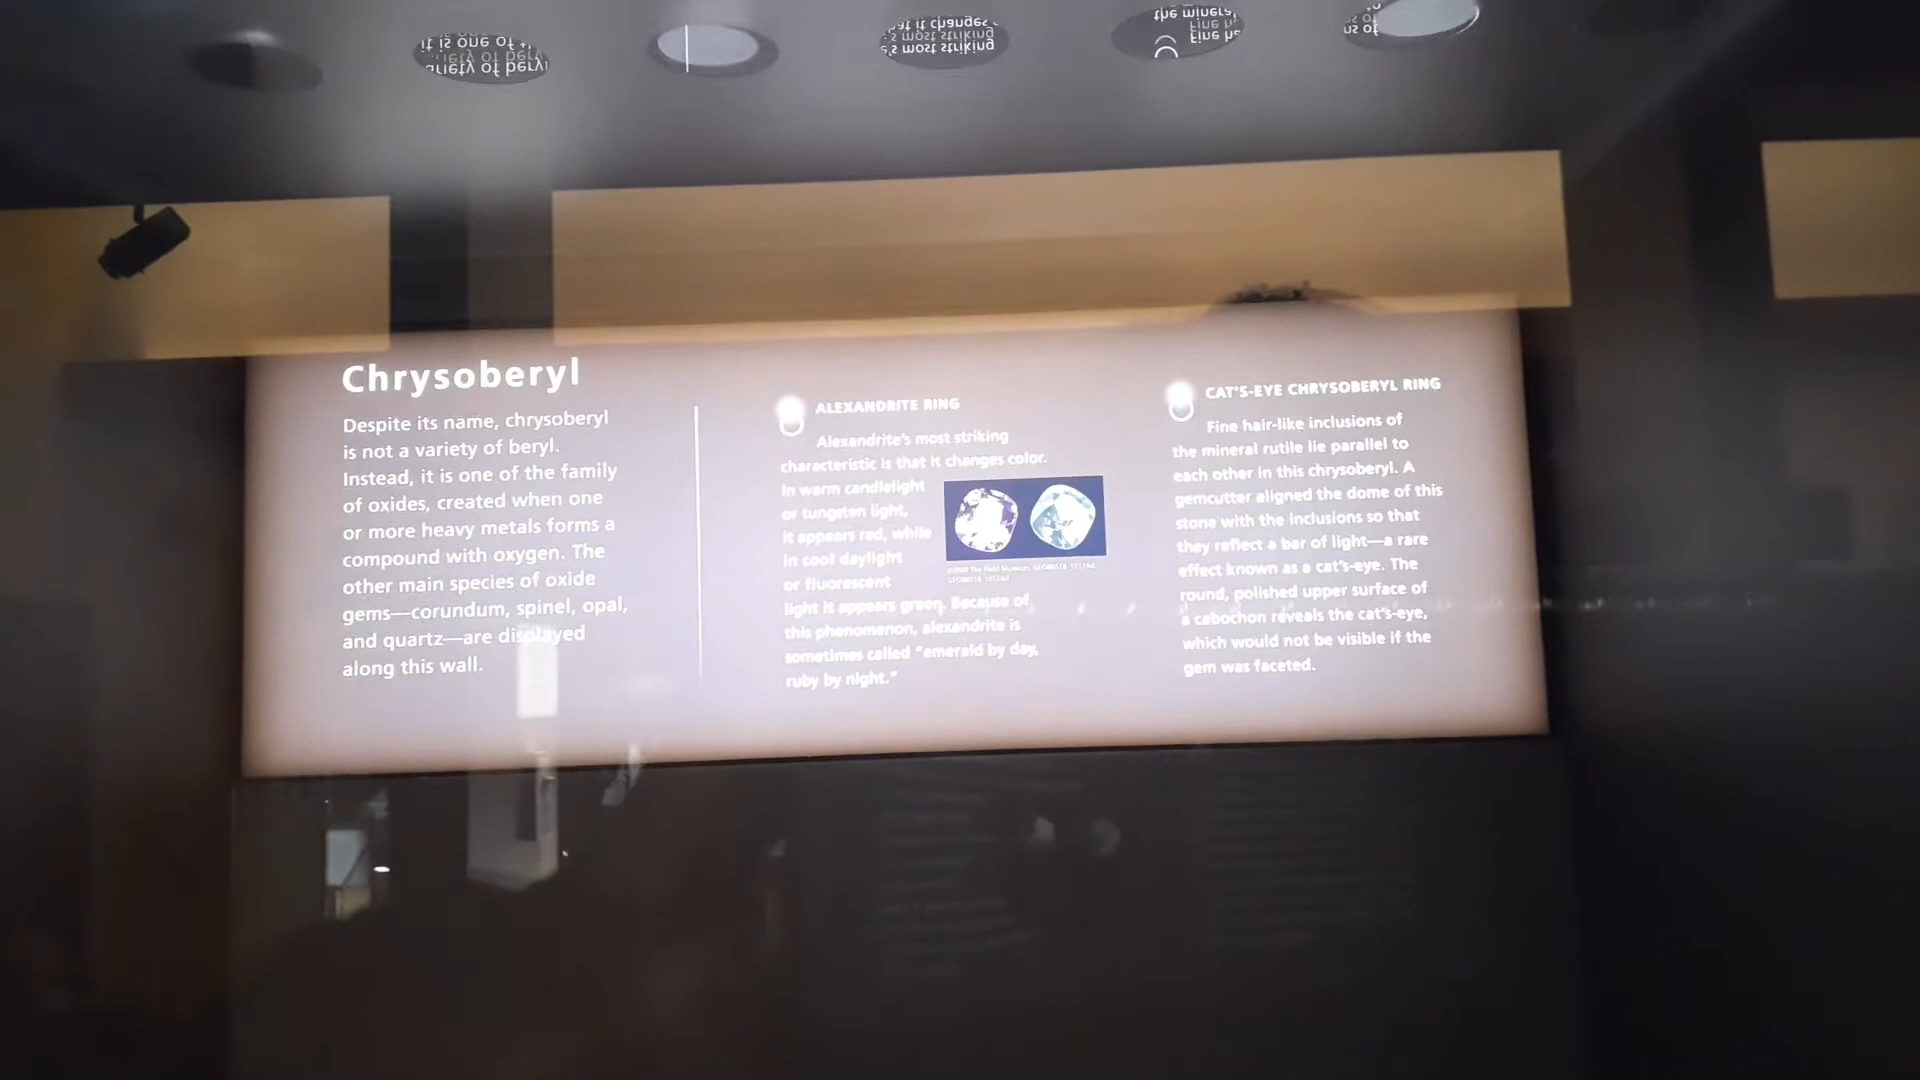 Chrysoberyl
Despite its name, chrysoberyl
is not a variety of beryl.
Instead, it is one of the family
of oxides, created when one
or more heavy metals forms a
compound with oxygen. The
other main species of oxide
gems—corundum, spinel, opal,
and quartz—are displayed
along this wall.
ALEXANDRITE RING
Alexandrite's most striking
characteristic is that it changes color.
In warm candlelight
or tungsten light,
it appears red, while
in cool daylight
or fluorescent
light it appears green. Because of
this phenomenon, alexandrite is
sometimes called "emerald by day,
ruby by night."
©2009 The Field Museum,
CAT'S-EYE CHRYSOBERYL RING
Fine hair-like inclusions of
the mineral rutile lie parallel to
each other in this chrysoberyl. A
gemcutter aligned the dome of this
stone with the inclusions so that
they reflect a bar of light—a rare
effect known as a cat's-eye. The
round, polished upper surface of
a cabochon reveals the cat's-eye,
which would not be visible if the
gem was faceted.